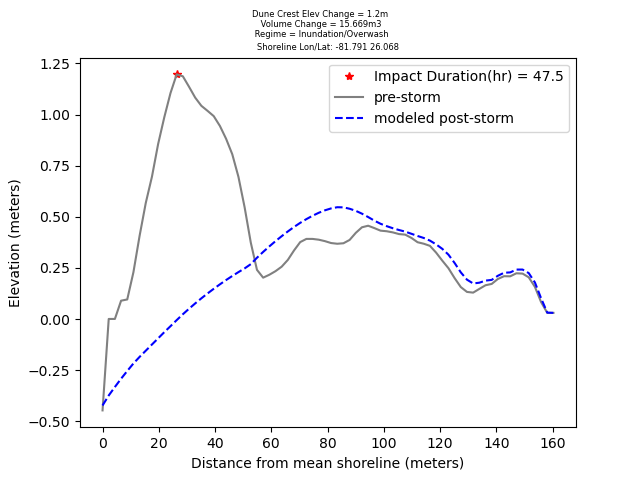 Dune Crest Elev Change = 1.2m
Volume Change = 15.669m3
Regime = Inundation/Overwash
Shoreline Lon/Lat: -81.791 26.068
Impact Duration(hr) = 47.5
pre-storm
modeled post-storm
Elevation (meters)
1.25
1.00
0.75
0.50
0.25
0.00
−0.25
−0.50
0 20 40 60 80 100 120 140 160
Distance from mean shoreline (meters)